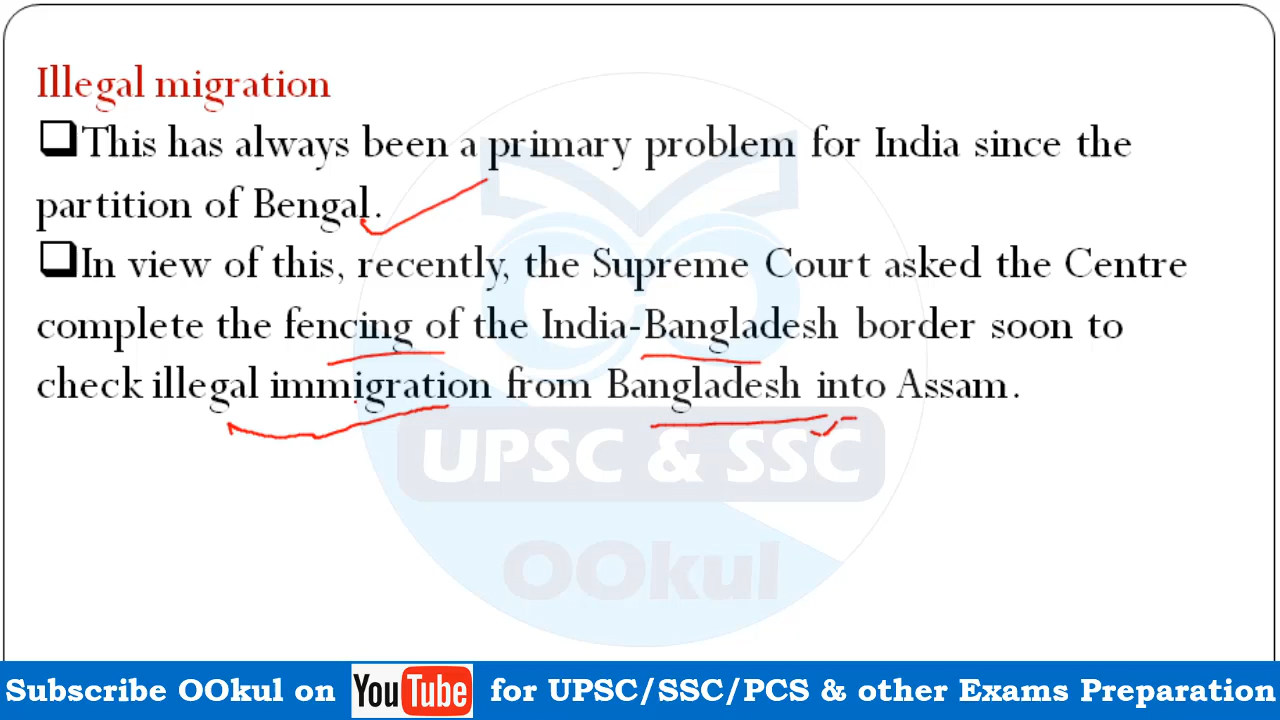 Illegal migration
❑This has always been a primary problem for India since the
partition of Bengal.
❑In view of this, recently, the Supreme Court asked the Centre
complete the fencing of the India-Bangladesh border soon to
check illegal immigration from Bangladesh into Assam.
UPSC & SSC
OOkul
Subscribe OOkul on YouTube for UPSC/SSC/PCS & other Exams Preparation